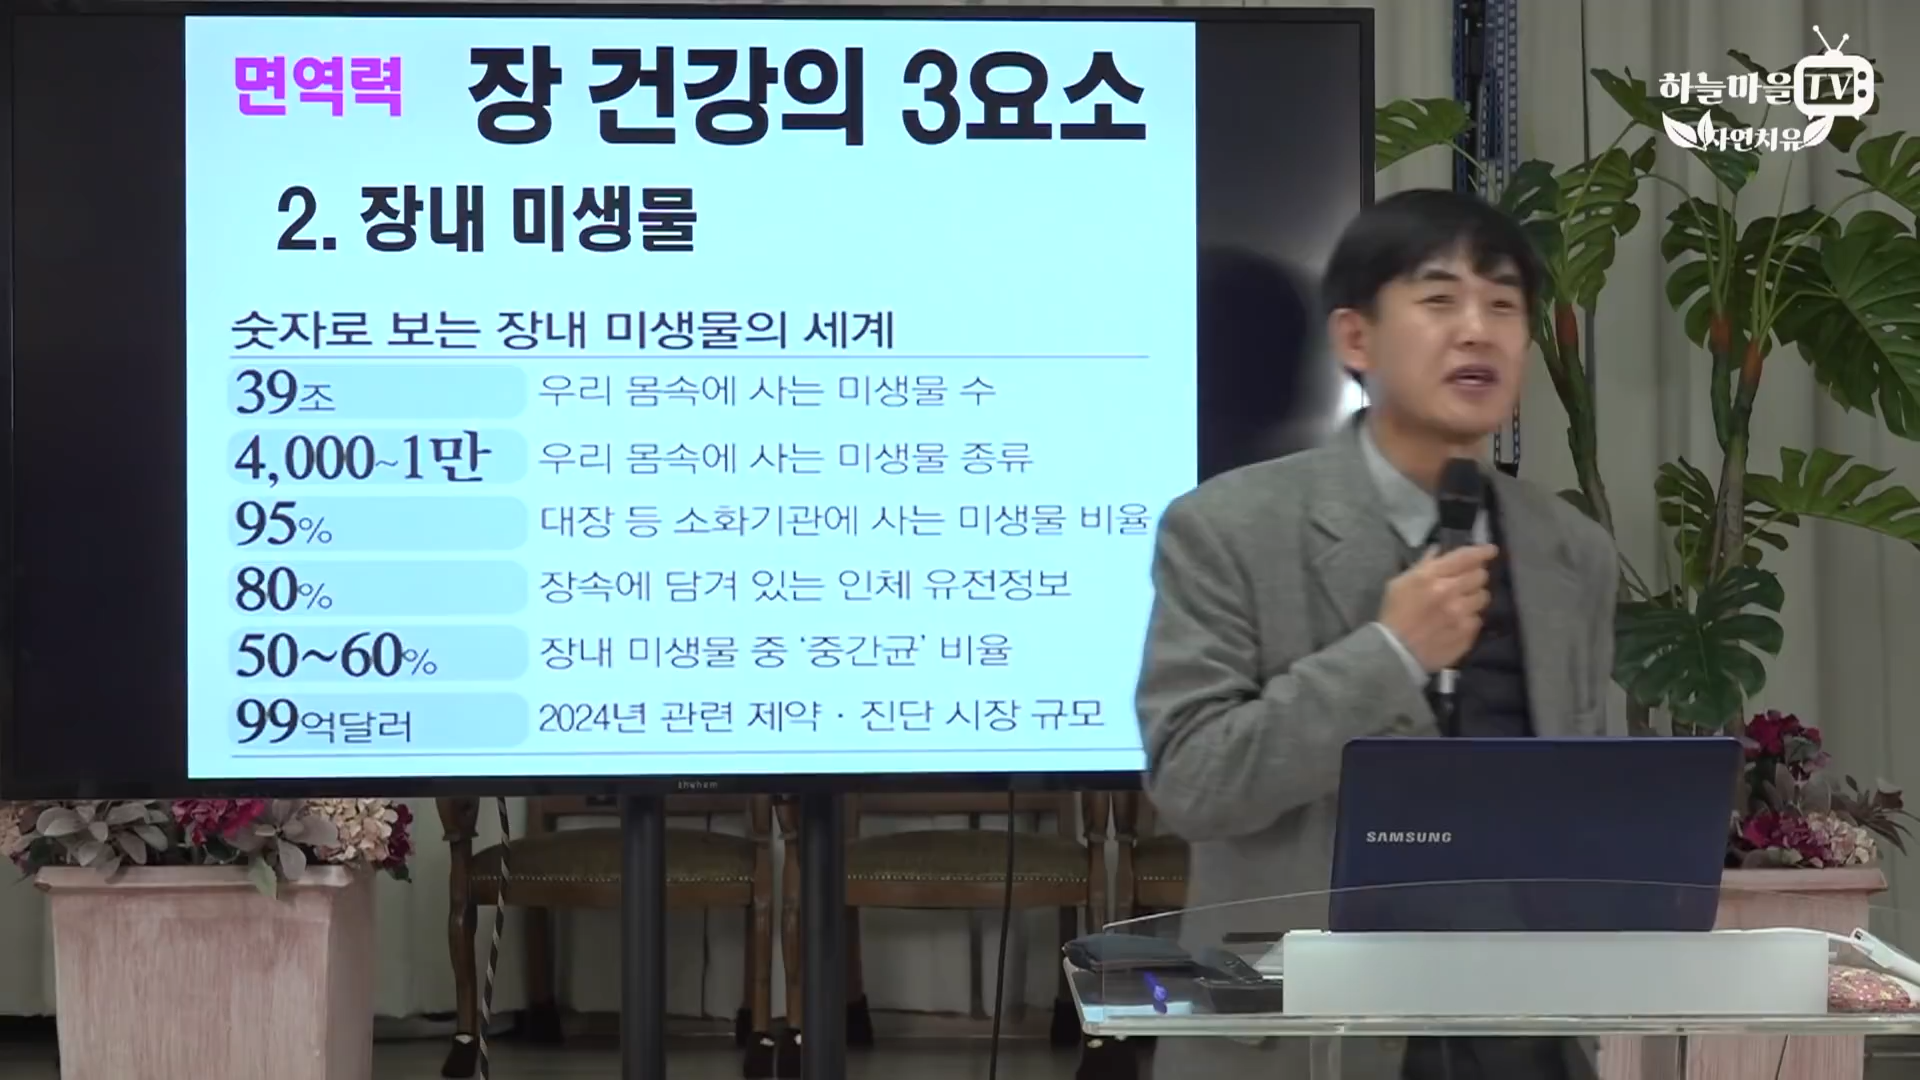 면역력 장 건강의 3요소
2. 장내 미생물
숫자로 보는 장내 미생물의 세계
39조 우리 몸속에 사는 미생물 수
4,000~1만 우리 몸속에 사는 미생물 종류
95% 대장 등 소화기관에 사는 미생물 비율
80% 장속에 담겨 있는 인체 유전정보
50~60% 장내 미생물 중 ‘중간균’ 비율
99억달러 2024년 관련 제약 · 진단 시장 규모
하늘마을 TV
자연치유
SAMSUNG